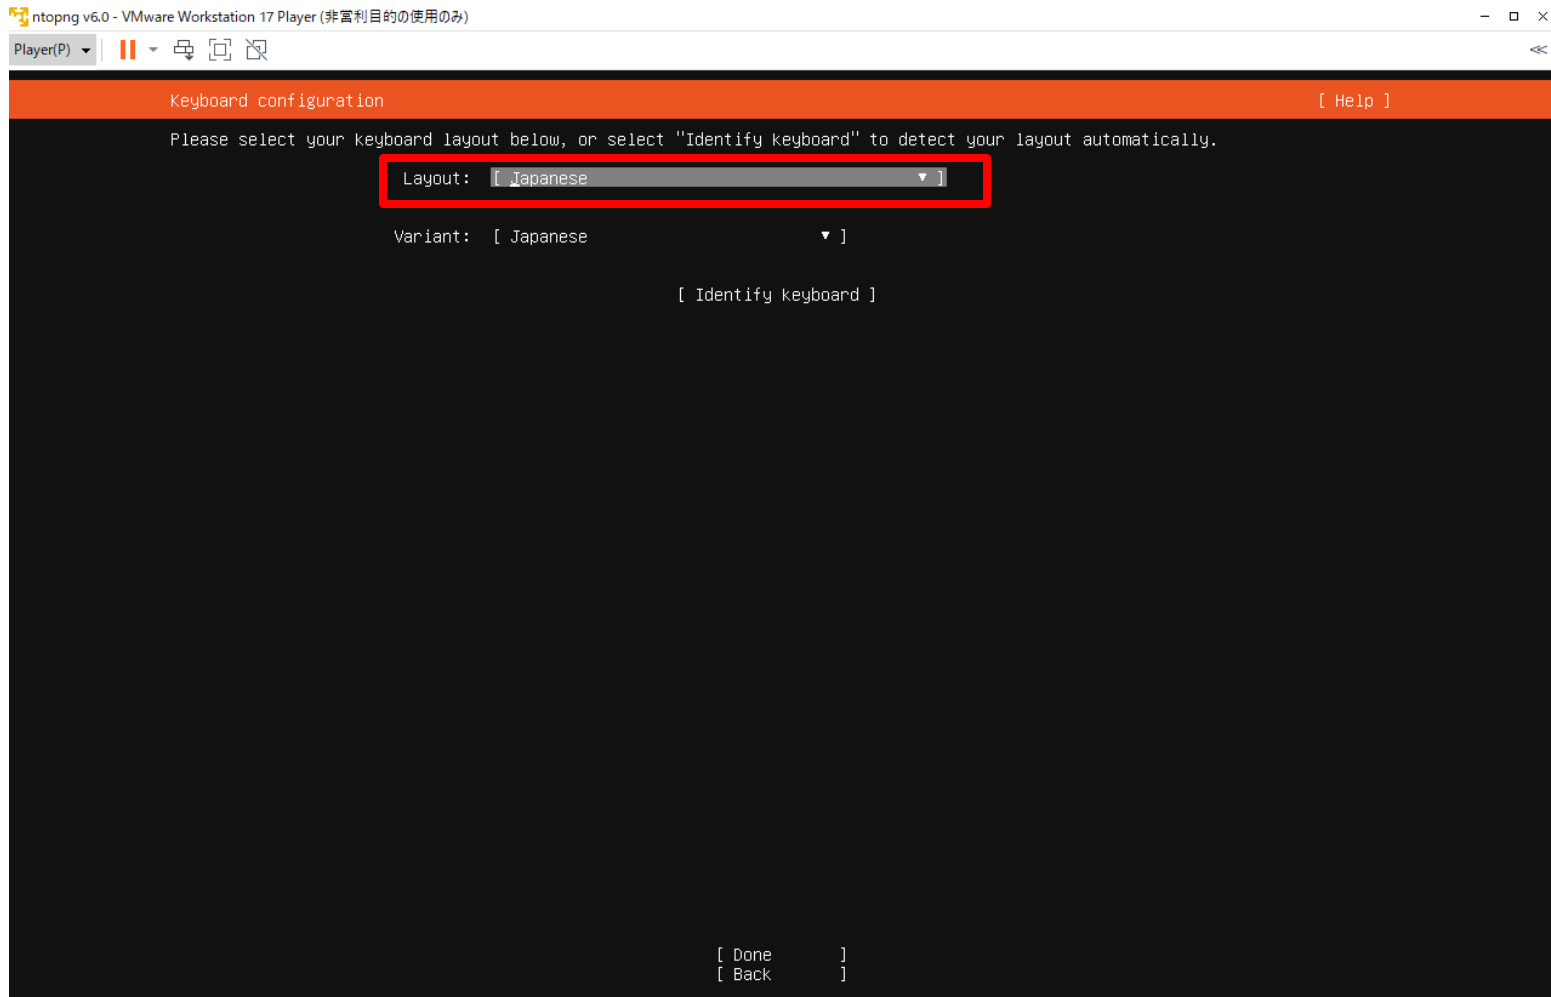 ntopng v6.0 - VMware Workstation 17 Player (非営利目的の使用のみ)
Player(P)
Keyboard configuration [ Help ]
Please select your keyboard layout below, or select "Identify keyboard" to detect your layout automatically.
Layout: [ Japanese ▼ ]
Variant: [ Japanese ▼ ]
[ Identify keyboard ]
[ Done ]
[ Back ]